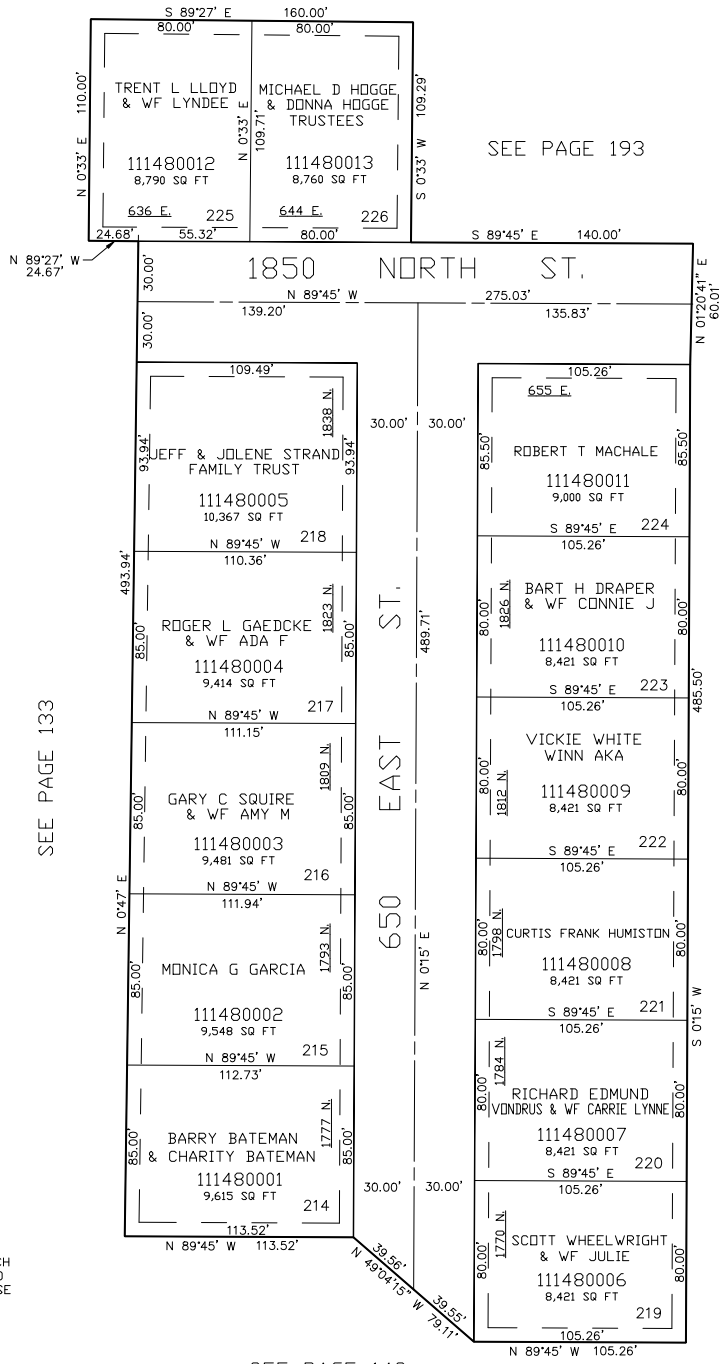 S 89°27' E 160.00'
80.00' 80.00'
110.00'
N 0°33' E
TRENT L LLOYD
& WF LYNDEE
111480012
8,790 SQ FT
636 E. 225
N 0°33' E
109.71'
MICHAEL D HOGGE
& DONNA HOGGE
TRUSTEES
111480013
8,760 SQ FT
644 E. 226
109.29'
S 0°33' W
SEE PAGE 193
24.68' 55.32' 80.00'
S 89°45' E 140.00'
N 89°27' W
24.67'
30.00'
30.00'
1850 NORTH ST.
N 89°45' W 275.03'
139.20' 135.83'
N 01°20'41" E
60.01'
109.49'
1838 N.
93.94'
93.94'
JEFF & JOLENE STRAND
FAMILY TRUST
111480005
10,367 SQ FT
218
N 89°45' W
110.36'
493.94'
1823 N.
ROGER L GAEDCKE
& WF ADA F
85.00'
85.00'
111480004
9,414 SQ FT
217
N 89°45' W
111.15'
1809 N.
GARY C SQUIRE
& WF AMY M
85.00'
85.00'
111480003
9,481 SQ FT
216
N 89°45' W
111.94'
N 0°47' E
1793 N.
MONICA G GARCIA
85.00'
85.00'
111480002
9,548 SQ FT
215
N 89°45' W
112.73'
1777 N.
BARRY BATEMAN
& CHARITY BATEMAN
85.00'
85.00'
111480001
9,615 SQ FT
214
113.52'
N 89°45' W 113.52'
SEE PAGE 133
30.00' 30.00'
650 EAST ST.
489.71'
N 0°15' E
30.00' 30.00'
39.56'
N 49°04'15" W 79.11'
39.55'
105.26'
655 E.
85.50'
85.50'
ROBERT T MACHALE
111480011
9,000 SQ FT
224
S 89°45' E
105.26'
BART H DRAPER
& WF CONNIE J
80.00'
1826 N.
80.00'
111480010
8,421 SQ FT
223
S 89°45' E
105.26'
485.50'
VICKIE WHITE
WINN AKA
80.00'
1812 N.
80.00'
111480009
8,421 SQ FT
222
S 89°45' E
105.26'
80.00'
1798 N.
80.00'
CURTIS FRANK HUMISTON
111480008
8,421 SQ FT
221
S 89°45' E
105.26'
S 0°15' W
1784 N.
80.00'
80.00'
RICHARD EDMUND
VONDRUS & WF CARRIE LYNNE
111480007
8,421 SQ FT
220
S 89°45' E
105.26'
1770 N.
80.00'
80.00'
SCOTT WHEELWRIGHT
& WF JULIE
111480006
8,421 SQ FT
219
105.26'
N 89°45' W 105.26'
SEE PAGE